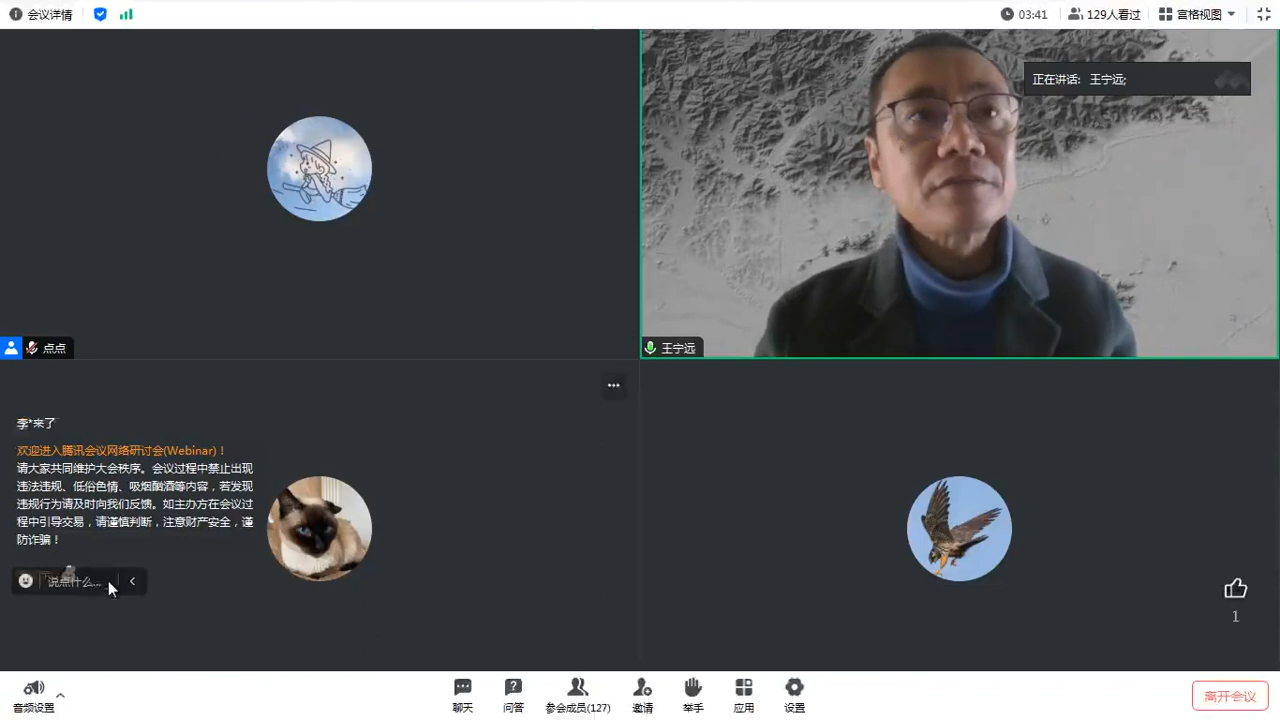 会议详情
03:41
129人看过
宫格视图
正在讲话: 王宁远;
点点
王宁远
李*来了
欢迎进入腾讯会议网络研讨会(Webinar)！
请大家共同维护大会秩序。会议过程中禁止出现
违法违规、低俗色情、吸烟酗酒等内容，若发现
违规行为请及时向我们反馈。如主办方在会议过
程中引导交易，请谨慎判断，注意财产安全，谨
防诈骗！
说点什么...
1
音频设置
聊天
问答
参会成员(127)
邀请
举手
应用
设置
离开会议